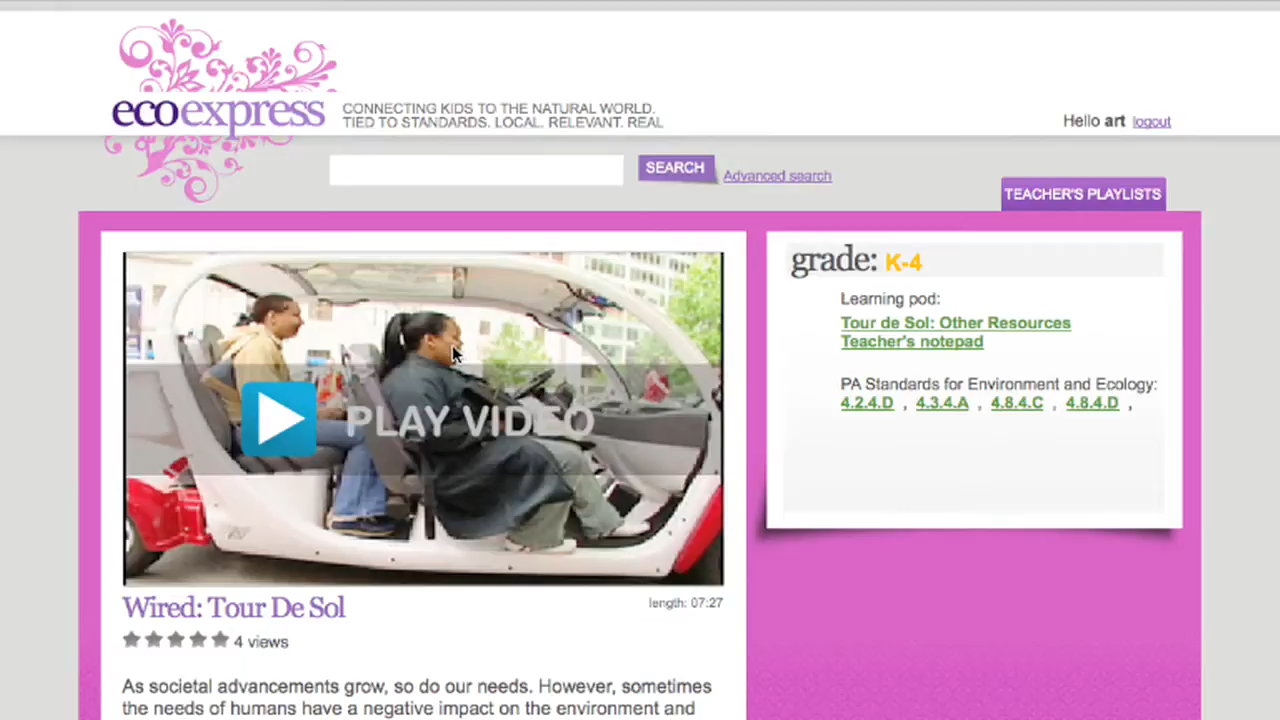 ecoexpress
CONNECTING KIDS TO THE NATURAL WORLD.
TIED TO STANDARDS. LOCAL. RELEVANT. REAL
Hello art logout
SEARCH
Advanced search
TEACHER'S PLAYLISTS
PLAY VIDEO
Wired: Tour De Sol
length: 07:27
4 views
As societal advancements grow, so do our needs. However, sometimes
the needs of humans have a negative impact on the environment and
grade: K-4
Learning pod:
Tour de Sol: Other Resources
Teacher's notepad
PA Standards for Environment and Ecology:
4.2.4.D , 4.3.4.A , 4.8.4.C , 4.8.4.D ,